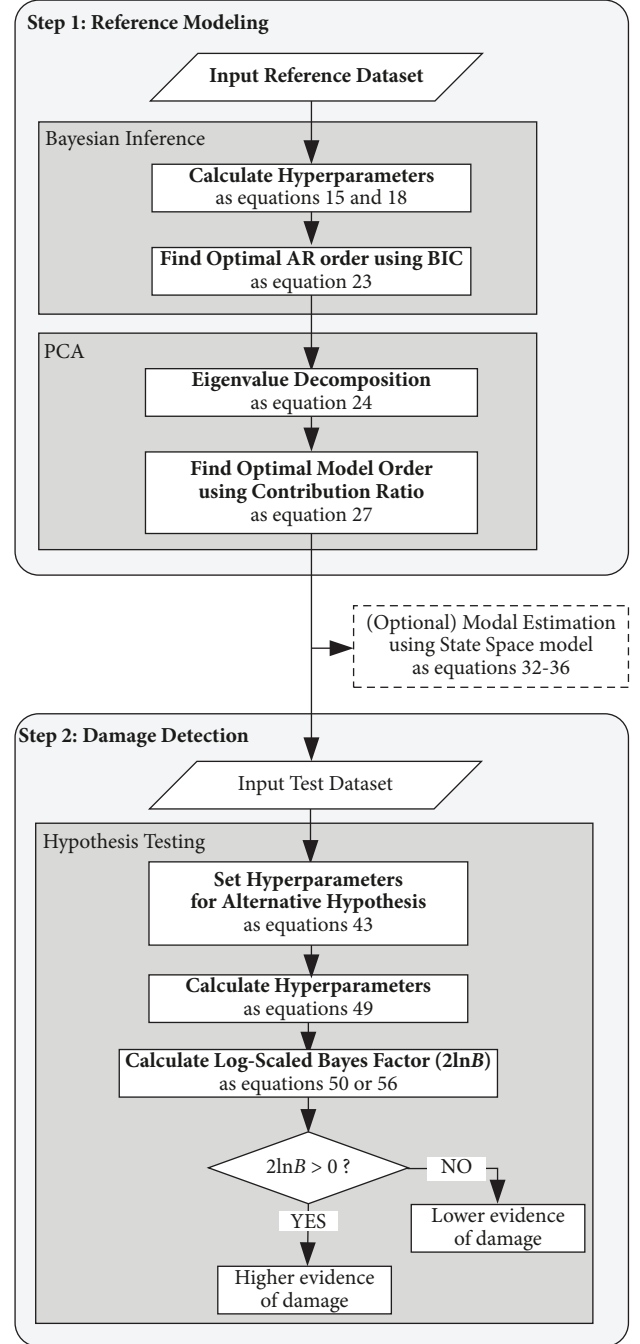 Step 1: Reference Modeling
Input Reference Dataset
Bayesian Inference
Calculate Hyperparameters
as equations 15 and 18
Find Optimal AR order using BIC
as equation 23
PCA
Eigenvalue Decomposition
as equation 24
Find Optimal Model Order
using Contribution Ratio
as equation 27
(Optional) Modal Estimation
using State Space model
as equations 32-36
Step 2: Damage Detection
Input Test Dataset
Hypothesis Testing
Set Hyperparameters
for Alternative Hypothesis
as equations 43
Calculate Hyperparameters
as equations 49
Calculate Log-Scaled Bayes Factor (2lnB)
as equations 50 or 56
2lnB > 0 ?
NO
YES
Lower evidence
of damage
Higher evidence
of damage